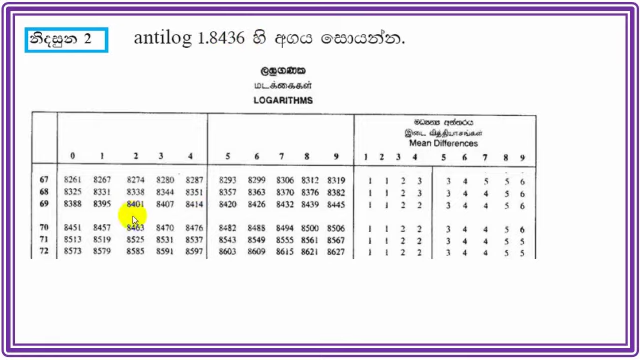 නිදසුන 2
antilog 1.8436 හි අගය සොයන්න.
ලඝුගණක
மடக்கைகள்
LOGARITHMS
මධ්‍යන්‍ය අන්තරය
இடை வித்தியாசங்கள்
Mean Differences
0 1 2 3 4 5 6 7 8 9 1 2 3 4 5 6 7 8 9
67 8261 8267 8274 8280 8287 8293 8299 8306 8312 8319 1 1 2 3 3 4 5 5 6
68 8325 8331 8338 8344 8351 8357 8363 8370 8376 8382 1 1 2 3 3 4 4 5 6
69 8388 8395 8401 8407 8414 8420 8426 8432 8439 8445 1 1 2 2 3 4 4 5 6
70 8451 8457 8463 8470 8476 8482 8488 8494 8500 8506 1 1 2 2 3 4 4 5 6
71 8513 8519 8525 8531 8537 8543 8549 8555 8561 8567 1 1 2 2 3 4 4 5 5
72 8573 8579 8585 8591 8597 8603 8609 8615 8621 8627 1 1 2 2 3 4 4 5 5